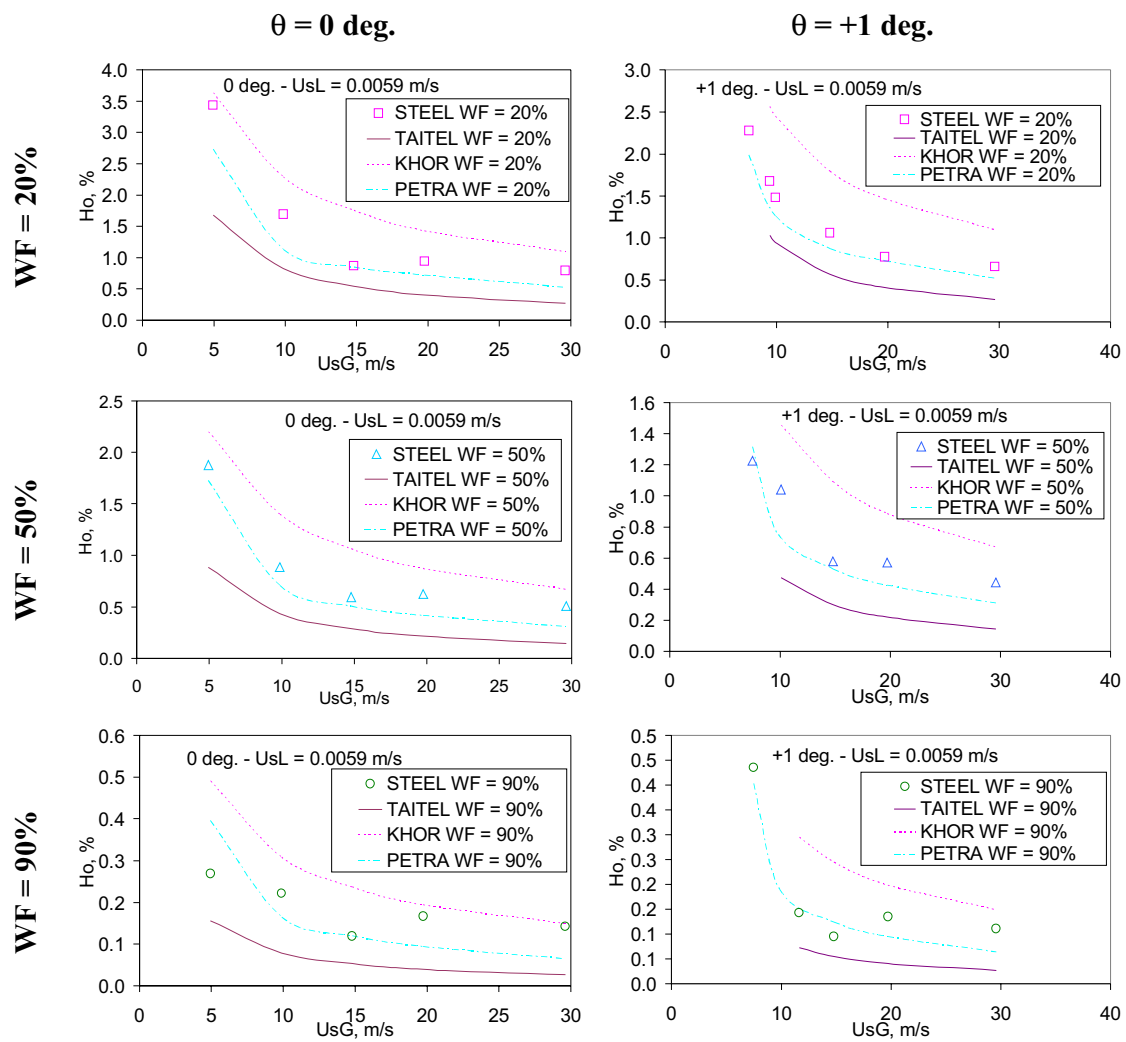 θ = 0 deg.
θ = +1 deg.
WF = 20%
0 deg. - UsL = 0.0059 m/s
STEEL WF = 20%
TAITEL WF = 20%
KHOR WF = 20%
PETRA WF = 20%
Ho, %
4.0
3.5
3.0
2.5
2.0
1.5
1.0
0.5
0.0
0 5 10 15 20 25 30
UsG, m/s
+1 deg. - UsL = 0.0059 m/s
STEEL WF = 20%
TAITEL WF = 20%
KHOR WF = 20%
PETRA WF = 20%
Ho, %
3.0
2.5
2.0
1.5
1.0
0.5
0.0
0 10 20 30 40
UsG, m/s
WF = 50%
0 deg. - UsL = 0.0059 m/s
STEEL WF = 50%
TAITEL WF = 50%
KHOR WF = 50%
PETRA WF = 50%
Ho, %
2.5
2.0
1.5
1.0
0.5
0.0
0 5 10 15 20 25 30
UsG, m/s
+1 deg. - UsL = 0.0059 m/s
STEEL WF = 50%
TAITEL WF = 50%
KHOR WF = 50%
PETRA WF = 50%
Ho, %
1.6
1.4
1.2
1.0
0.8
0.6
0.4
0.2
0.0
0 10 20 30 40
UsG, m/s
WF = 90%
0 deg. - UsL = 0.0059 m/s
STEEL WF = 90%
TAITEL WF = 90%
KHOR WF = 90%
PETRA WF = 90%
Ho, %
0.6
0.5
0.4
0.3
0.2
0.1
0.0
0 5 10 15 20 25 30
UsG, m/s
+1 deg. - UsL = 0.0059 m/s
STEEL WF = 90%
TAITEL WF = 90%
KHOR WF = 90%
PETRA WF = 90%
Ho, %
0.5
0.4
0.4
0.3
0.3
0.2
0.2
0.1
0.1
0.0
0 10 20 30 40
UsG, m/s